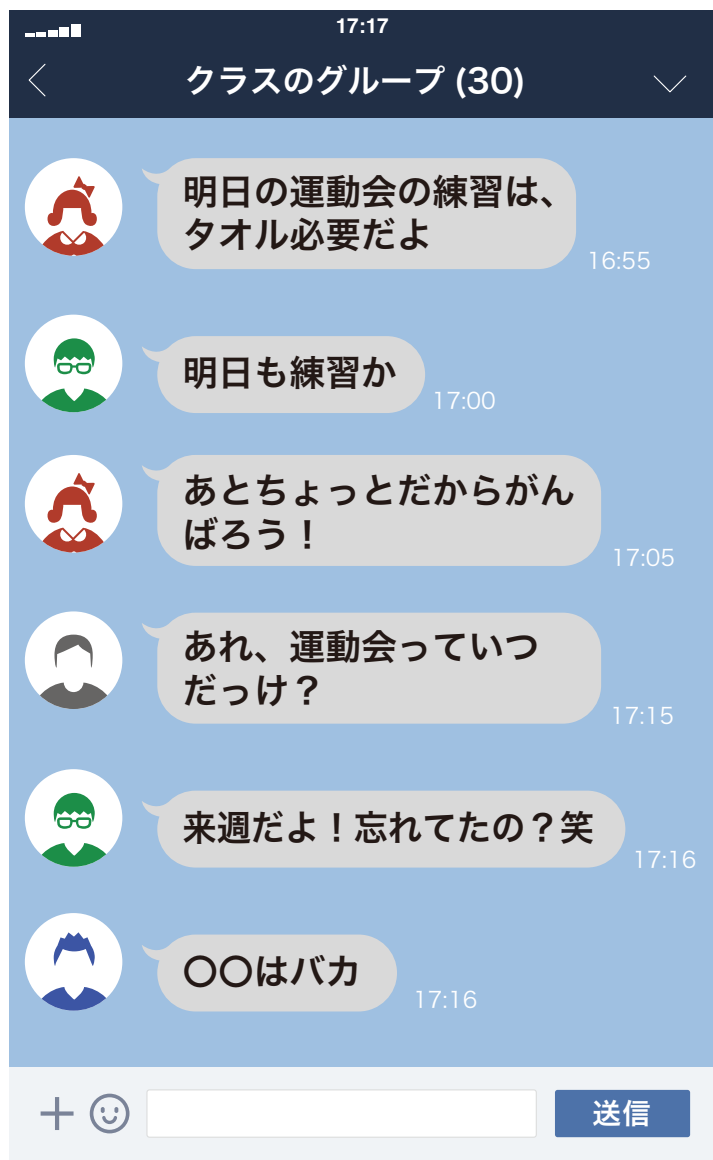 17:17
クラスのグループ (30)
明日の運動会の練習は、
タオル必要だよ
16:55
明日も練習か
17:00
あとちょっとだからがん
ばろう！
17:05
あれ、運動会っていつ
だっけ？
17:15
来週だよ！忘れてたの？笑
17:16
〇〇はバカ
17:16
送信